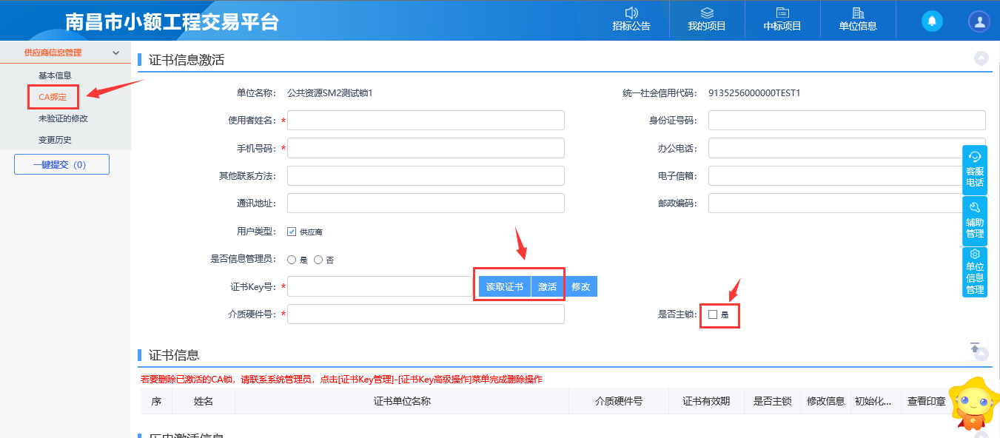 南昌市小额工程交易平台
招标公告
我的项目
中标项目
单位信息
供应商信息管理
基本信息
CA绑定
未验证的修改
变更历史
一键提交（0）
证书信息激活
单位名称： 公共资源SM2测试锁1
统一社会信用代码： 9135256000000TEST1
使用者姓名：*
身份证号码：
手机号码：*
办公电话：
其他联系方法：
电子信箱：
通讯地址：
邮政编码：
用户类型： 供应商
是否信息管理员： 是 否
证书Key号：* 读取证书 激活 修改
介质硬件号：*
是否主锁： 是
客服
电话
辅助
管理
单位
信息
管理
证书信息
若要删除已激活的CA锁，请联系系统管理员，点击[证书Key管理]-[证书Key高级操作]菜单完成删除操作
序 姓名 证书单位名称 介质硬件号 证书有效期 是否主锁 修改信息 初始化... 查看印章
历史激活信息